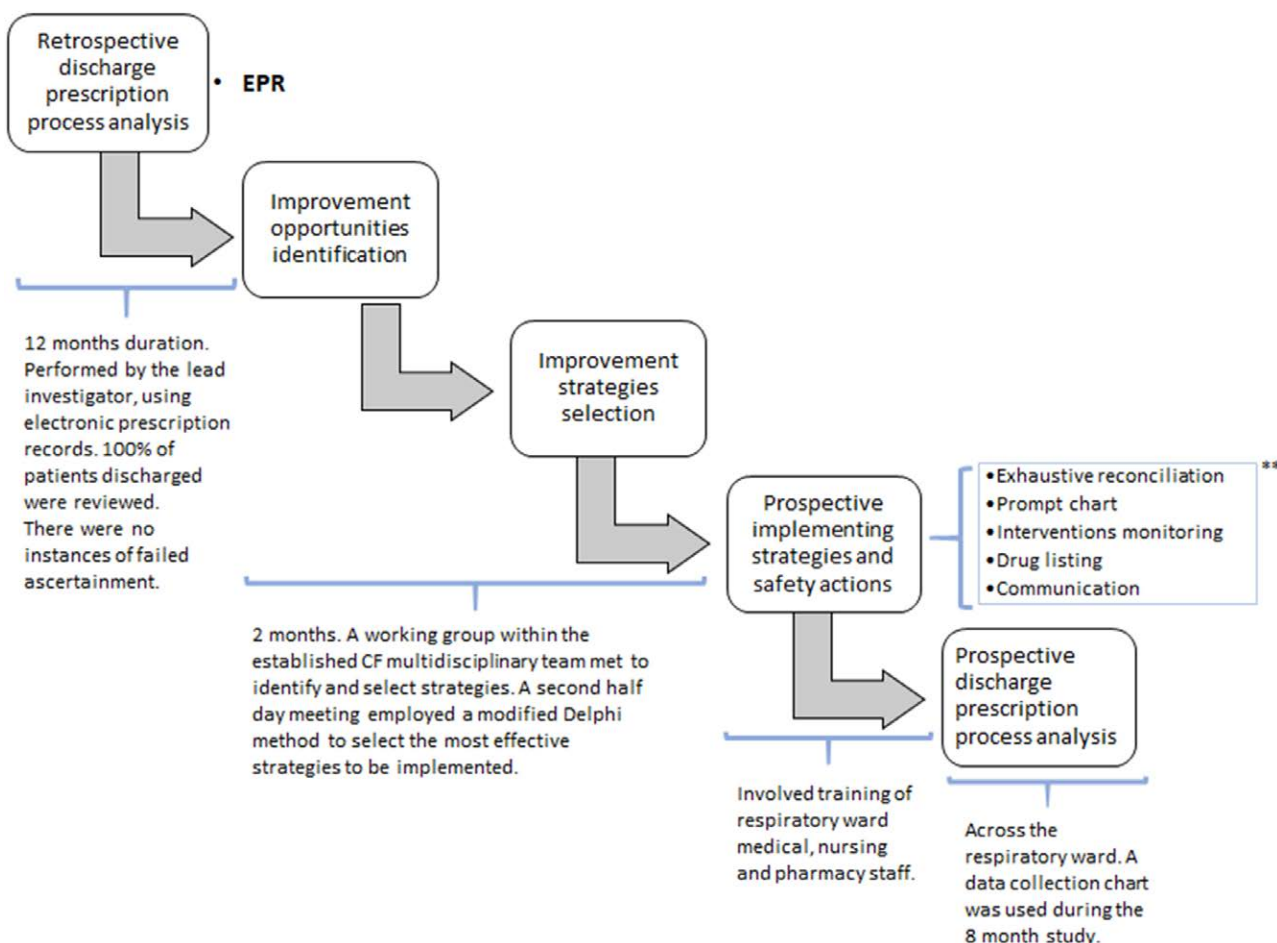 Retrospective
discharge
prescription
process analysis
• EPR
Improvement
opportunities
identification
12 months duration.
Performed by the lead
investigator, using
electronic prescription
records. 100% of
patients discharged
were reviewed.
There were no
instances of failed
ascertainment.
Improvement
strategies
selection
2 months. A working group within the
established CF multidisciplinary team met to
identify and select strategies. A second half
day meeting employed a modified Delphi
method to select the most effective
strategies to be implemented.
Prospective
implementing
strategies and
safety actions
**
•Exhaustive reconciliation
•Prompt chart
•Interventions monitoring
•Drug listing
•Communication
Involved training of
respiratory ward
medical, nursing
and pharmacy staff.
Prospective
discharge
prescription
process analysis
Across the
respiratory ward. A
data collection chart
was used during the
8 month study.